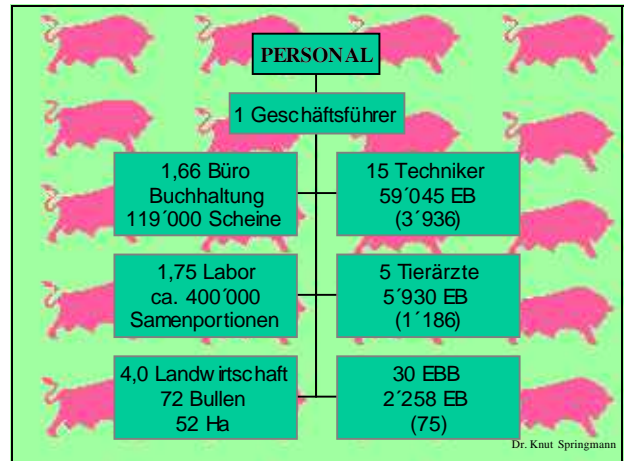 PERSONAL
1 Geschäftsführer
1,66 Büro
Buchhaltung
119´000 Scheine
15 Techniker
59´045 EB
(3´936)
1,75 Labor
ca. 400´000
Samenportionen
5 Tierärzte
5´930 EB
(1´186)
4,0 Landwirtschaft
72 Bullen
52 Ha
30 EBB
2´258 EB
(75)
Dr. Knut Springmann